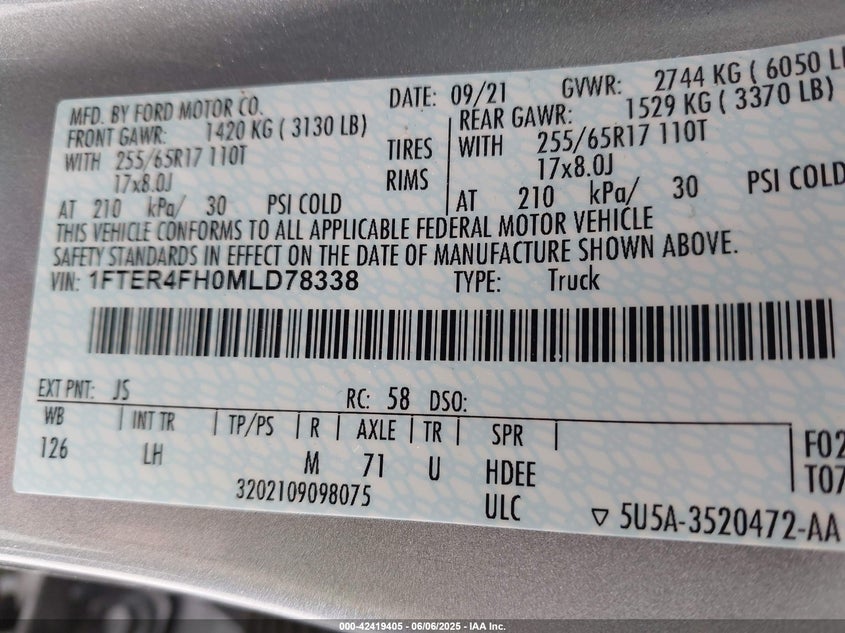 MFD. BY FORD MOTOR CO.
DATE: 09/21
GVWR: 2744 KG ( 6050 L
FRONT GAWR: 1420 KG ( 3130 LB)
REAR GAWR: 1529 KG ( 3370 LB)
WITH 255/65R17 110T TIRES
WITH 255/65R17 110T
17x8.0J RIMS
17x8.0J
AT 210 kPa/ 30 PSI COLD
AT 210 kPa/ 30 PSI COLD
THIS VEHICLE CONFORMS TO ALL APPLICABLE FEDERAL MOTOR VEHICLE
SAFETY STANDARDS IN EFFECT ON THE DATE OF MANUFACTURE SHOWN ABOVE.
VIN: 1FTER4FH0MLD78338 TYPE: Truck
EXT PNT: JS RC: 58 DSO:
WB | INT TR | TP/PS | R | AXLE | TR | SPR |
126 LH M 71 U HDEE
3202109098075 ULC
F02
T07
5U5A-3520472-AA
000-42419405 - 06/06/2025 - IAA Inc.